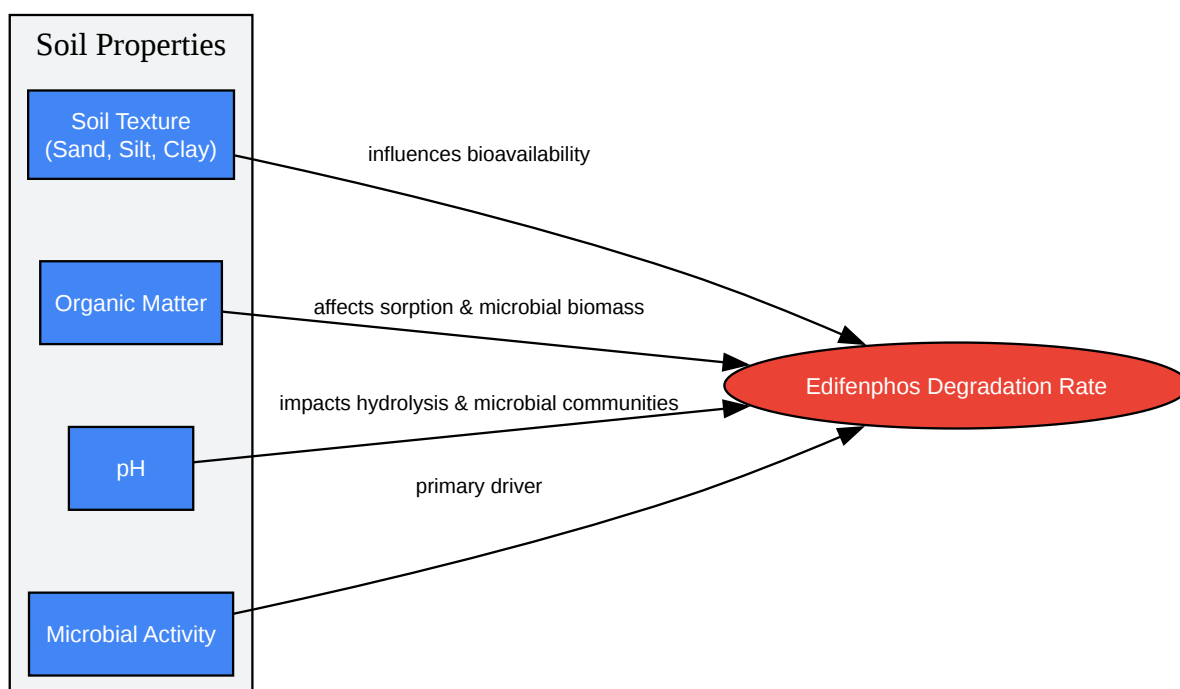 Soil Properties
Soil Texture
(Sand, Silt, Clay)
influences bioavailability
Organic Matter
affects sorption & microbial biomass
Edifenphos Degradation Rate
impacts hydrolysis & microbial communities
pH
primary driver
Microbial Activity